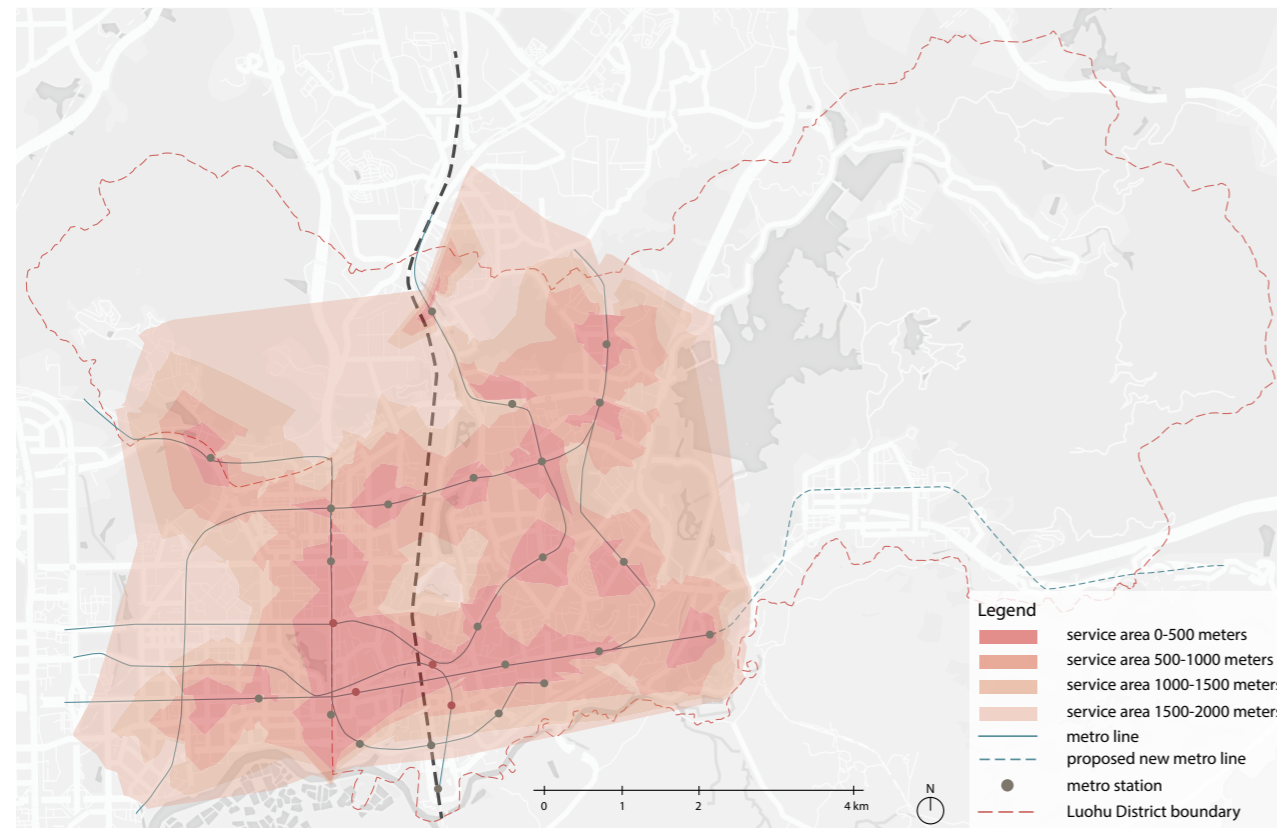 Legend
service area 0-500 meters
service area 500-1000 meters
service area 1000-1500 meters
service area 1500-2000 meters
metro line
proposed new metro line
metro station
Luohu District boundary
N
0 1 2 4 km